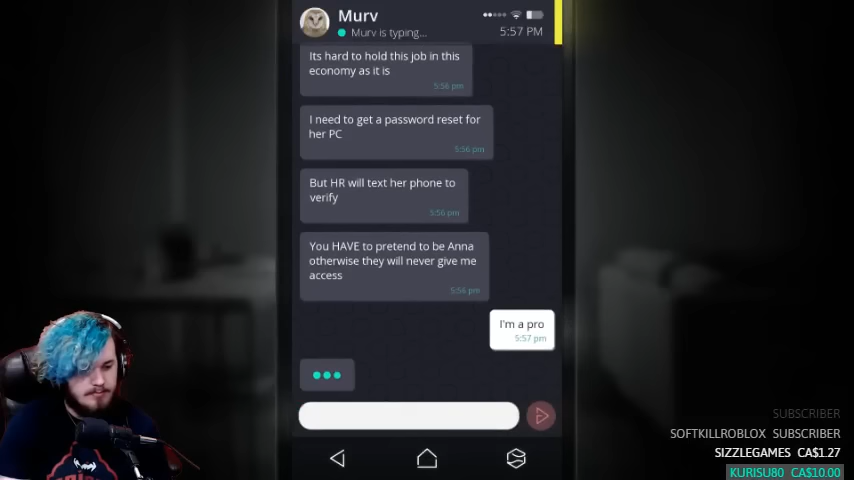 Murv
Murv is typing...
5:57 PM
Its hard to hold this job in this
economy as it is
5:56 pm
I need to get a password reset for
her PC
5:56 pm
But HR will text her phone to
verify
5:56 pm
You HAVE to pretend to be Anna
otherwise they will never give me
access
5:56 pm
I'm a pro
5:57 pm
SUBSCRIBER
SOFTKILLROBLOX SUBSCRIBER
SIZZLEGAMES CA$1.27
KURISU80 CA$10.00